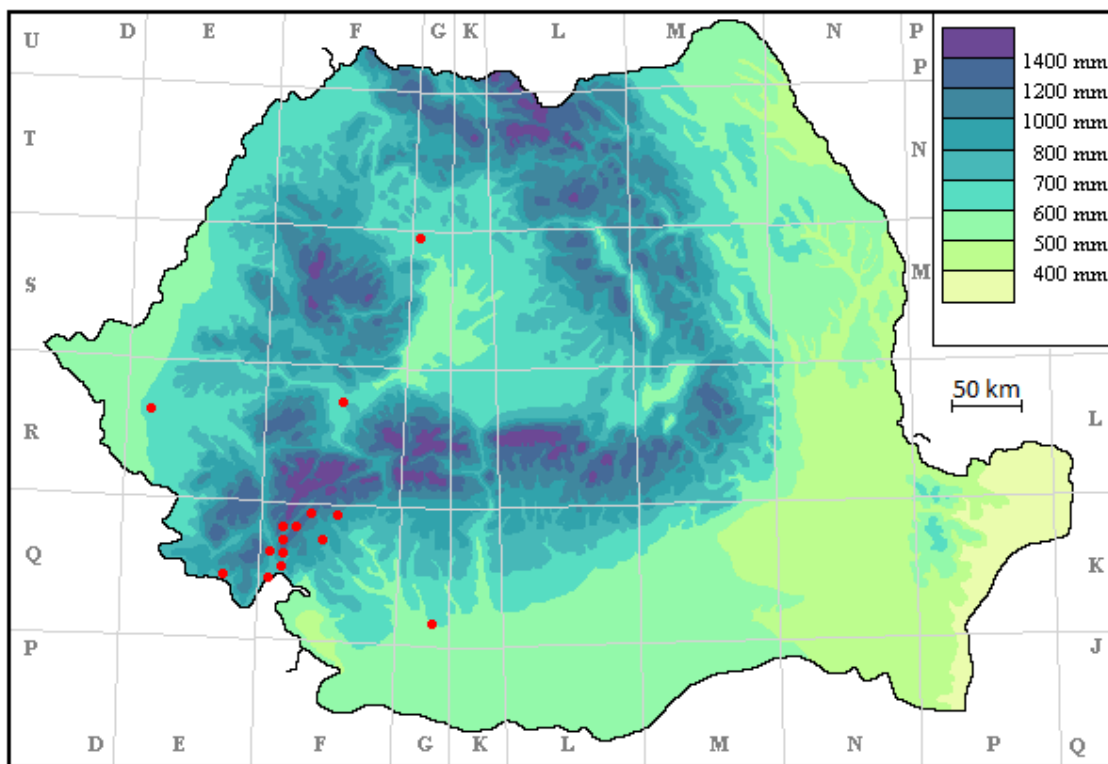 U D E F G K L M N P
P
T
N
S
M
R
L
Q
K
P
J
D E F G K L M N P Q
1400 mm
1200 mm
1000 mm
800 mm
700 mm
600 mm
500 mm
400 mm
50 km